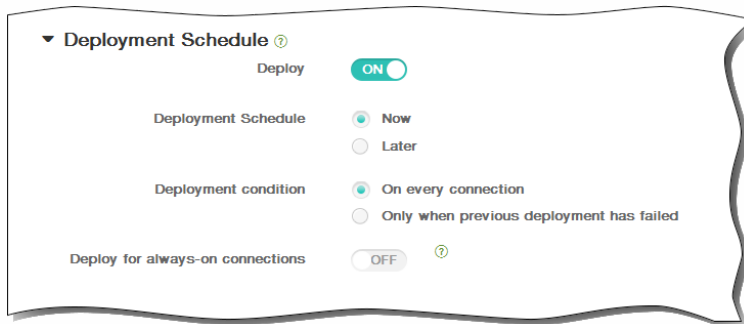 Deployment Schedule ?
Deploy ON
Deployment Schedule Now
Later
Deployment condition On every connection
Only when previous deployment has failed
Deploy for always-on connections OFF ?